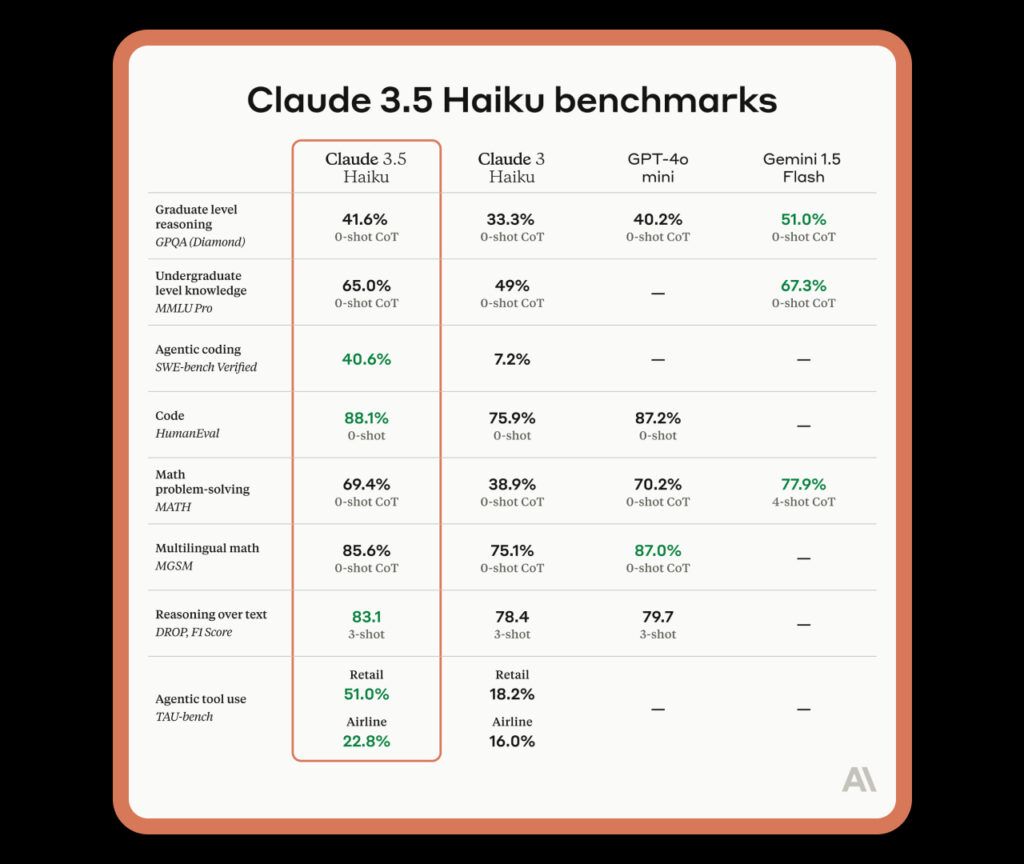 Claude 3.5 Haiku benchmarks
Claude 3.5
Haiku
Claude 3
Haiku
GPT-4o
mini
Gemini 1.5
Flash
Graduate level
reasoning
GPQA (Diamond)
41.6%
0-shot CoT
33.3%
0-shot CoT
40.2%
0-shot CoT
51.0%
0-shot CoT
Undergraduate
level knowledge
MMLU Pro
65.0%
0-shot CoT
49%
0-shot CoT
—
67.3%
0-shot CoT
Agentic coding
SWE-bench Verified
40.6%
7.2%
—
—
Code
HumanEval
88.1%
0-shot
75.9%
0-shot
87.2%
0-shot
—
Math
problem-solving
MATH
69.4%
0-shot CoT
38.9%
0-shot CoT
70.2%
0-shot CoT
77.9%
4-shot CoT
Multilingual math
MGSM
85.6%
0-shot CoT
75.1%
0-shot CoT
87.0%
0-shot CoT
—
Reasoning over text
DROP, F1 Score
83.1
3-shot
78.4
3-shot
79.7
3-shot
—
Agentic tool use
TAU-bench
Retail
51.0%
Airline
22.8%
Retail
18.2%
Airline
16.0%
—
—
A\